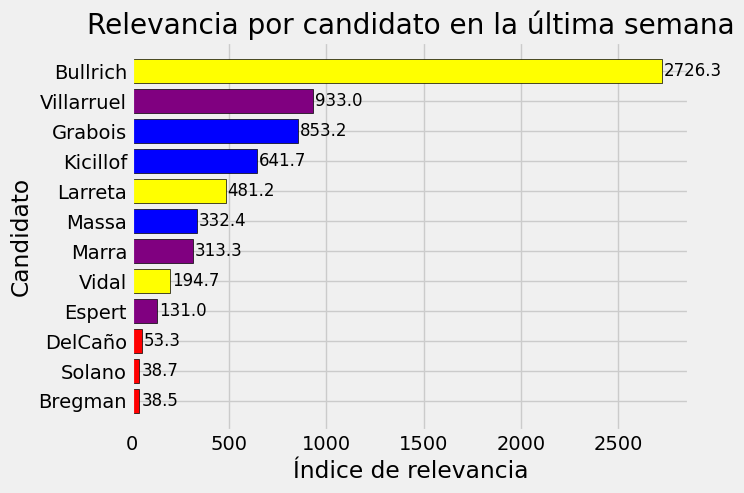 Relevancia por candidato en la última semana
Candidato
Bullrich 2726.3
Villarruel 933.0
Grabois 853.2
Kicillof 641.7
Larreta 481.2
Massa 332.4
Marra 313.3
Vidal 194.7
Espert 131.0
DelCaño 53.3
Solano 38.7
Bregman 38.5
0 500 1000 1500 2000 2500
Índice de relevancia